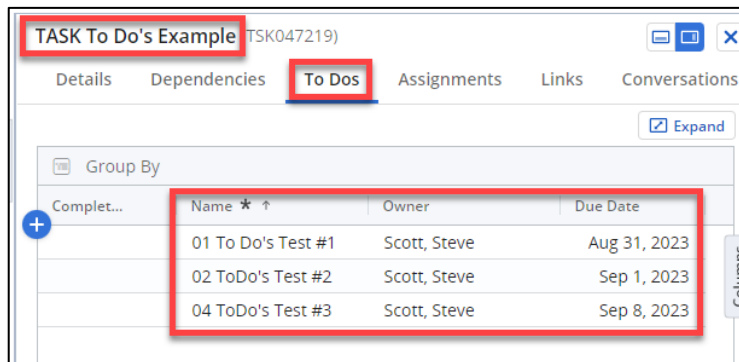 TASK To Do's Example TSK047219)
Details Dependencies To Dos Assignments Links Conversations
Expand
Group By
Complet... Name * ↑ Owner Due Date
01 To Do's Test #1 Scott, Steve Aug 31, 2023
02 ToDo's Test #2 Scott, Steve Sep 1, 2023
04 ToDo's Test #3 Scott, Steve Sep 8, 2023
Columns